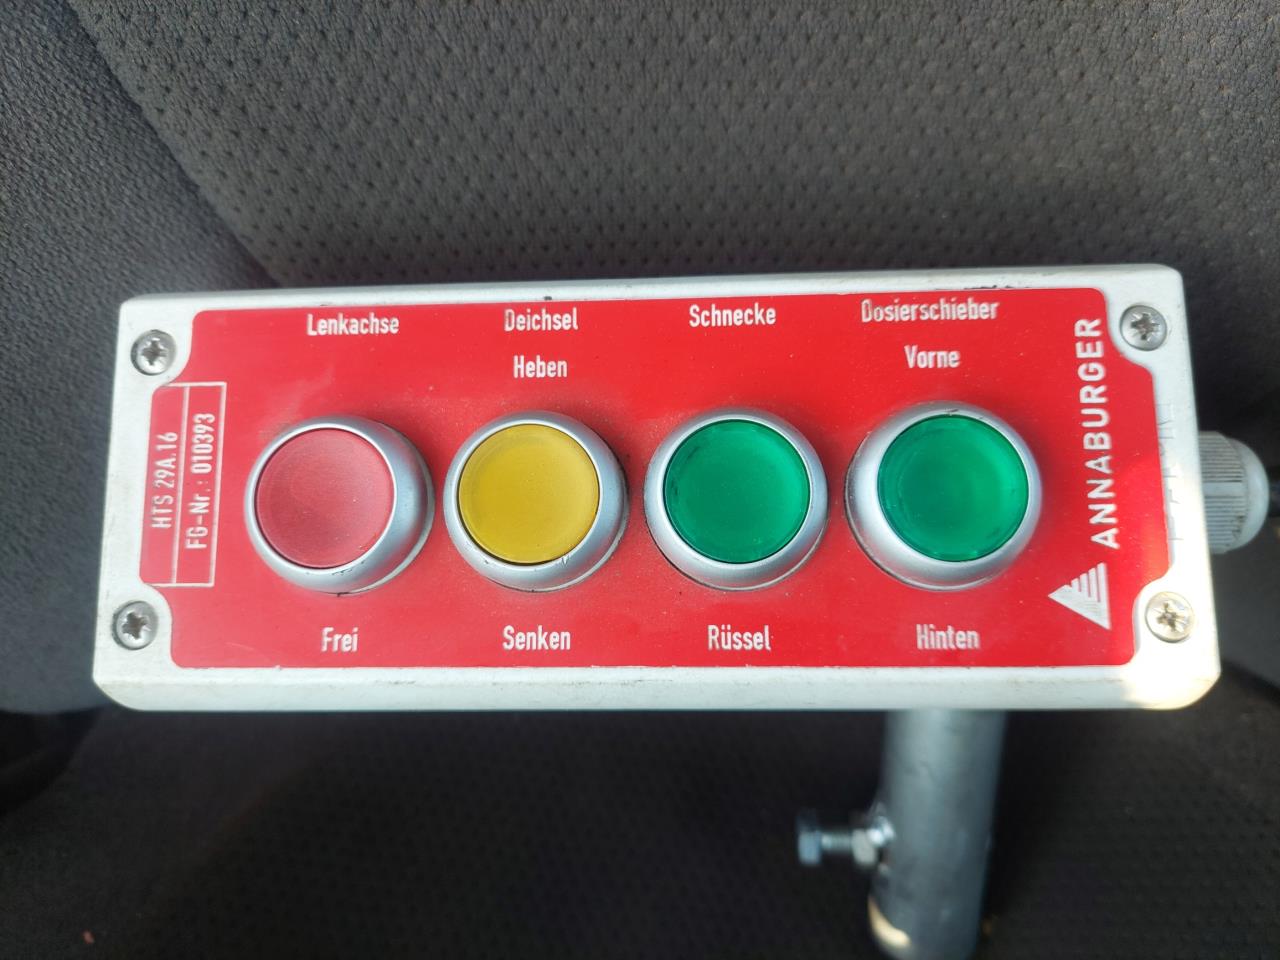 Lenkachse
Deichsel
Schnecke
Dosierschieber
Heben
Vorne
HTS 29A.16
FG-Nr.: 010393
ANNABURGER
Frei
Senken
Rüssel
Hinten